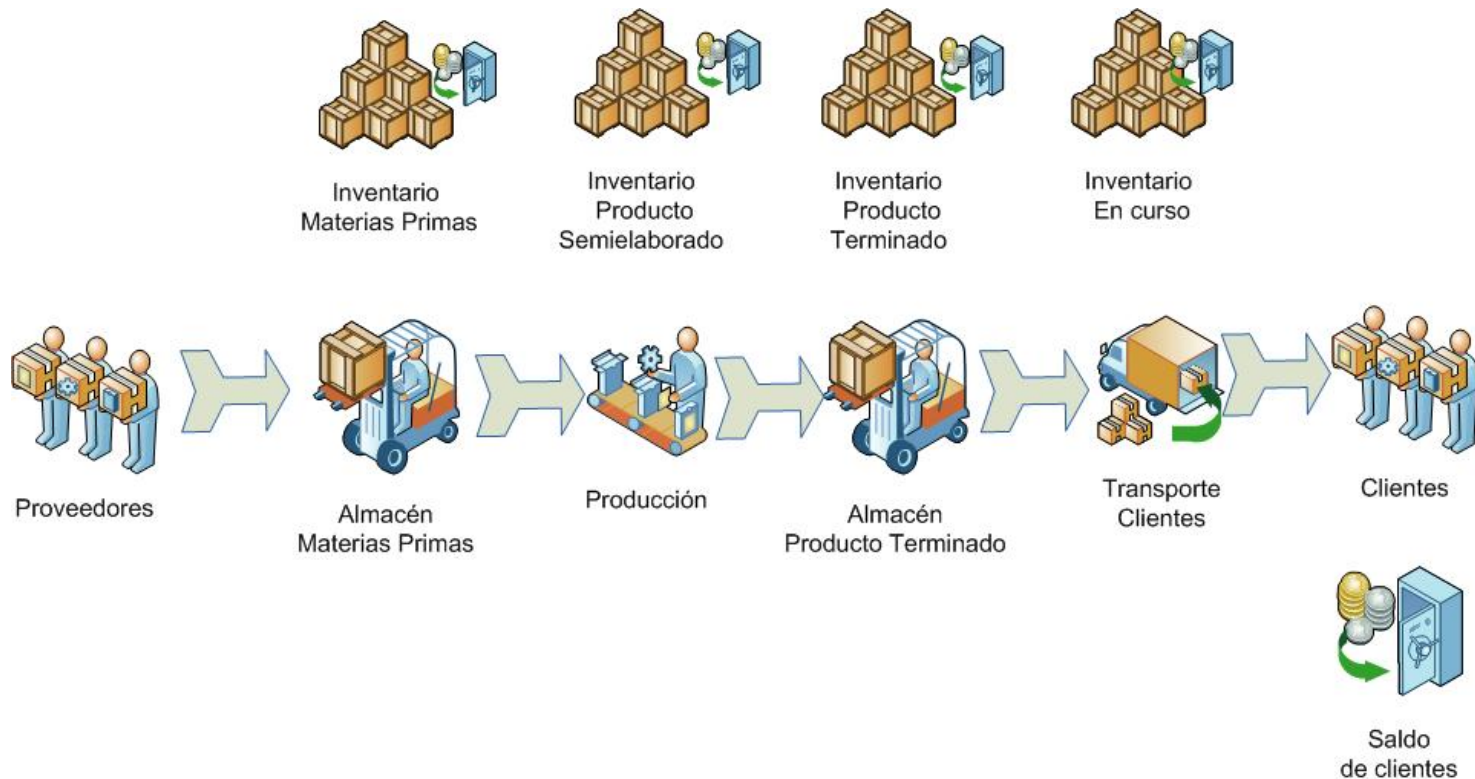 Inventario
Materias Primas
Inventario
Producto
Semielaborado
Inventario
Producto
Terminado
Inventario
En curso
Proveedores
Almacén
Materias Primas
Producción
Almacén
Producto Terminado
Transporte
Clientes
Clientes
Saldo
de clientes